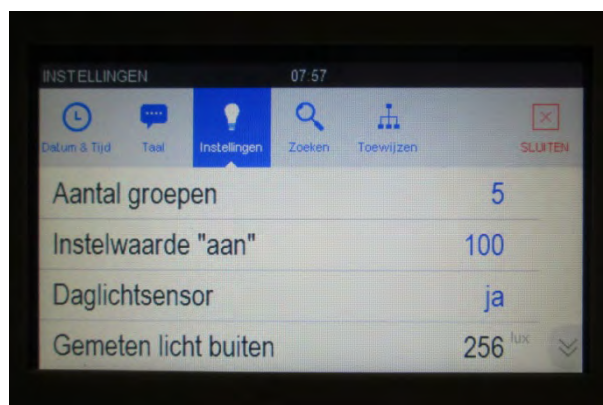 INSTELLINGEN 07:57
Datum & Tijd Taal Instellingen Zoeken Toewijzen SLUITEN
Aantal groepen 5
Instelwaarde "aan" 100
Daglichtsensor ja
Gemeten licht buiten 256 lux